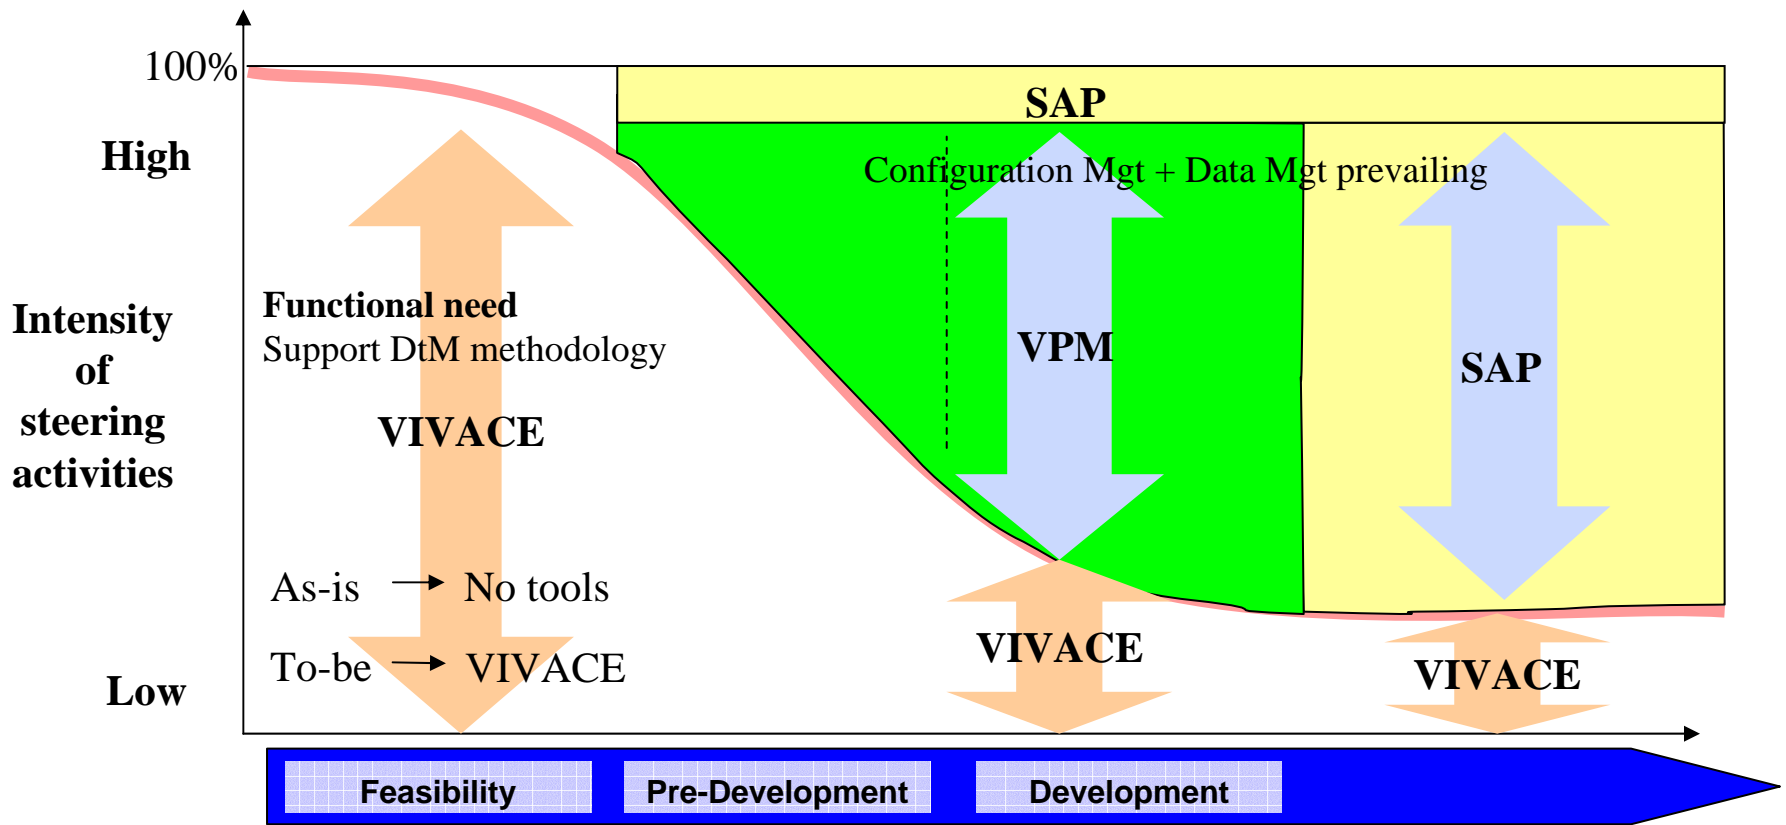 100%
SAP
High
Configuration Mgt + Data Mgt prevailing
Functional need
Support DtM methodology
Intensity
of
steering
activities
VPM
SAP
VIVACE
As-is
No tools
To-be
VIVACE
VIVACE
VIVACE
Low
Feasibility
Pre-Development
Development